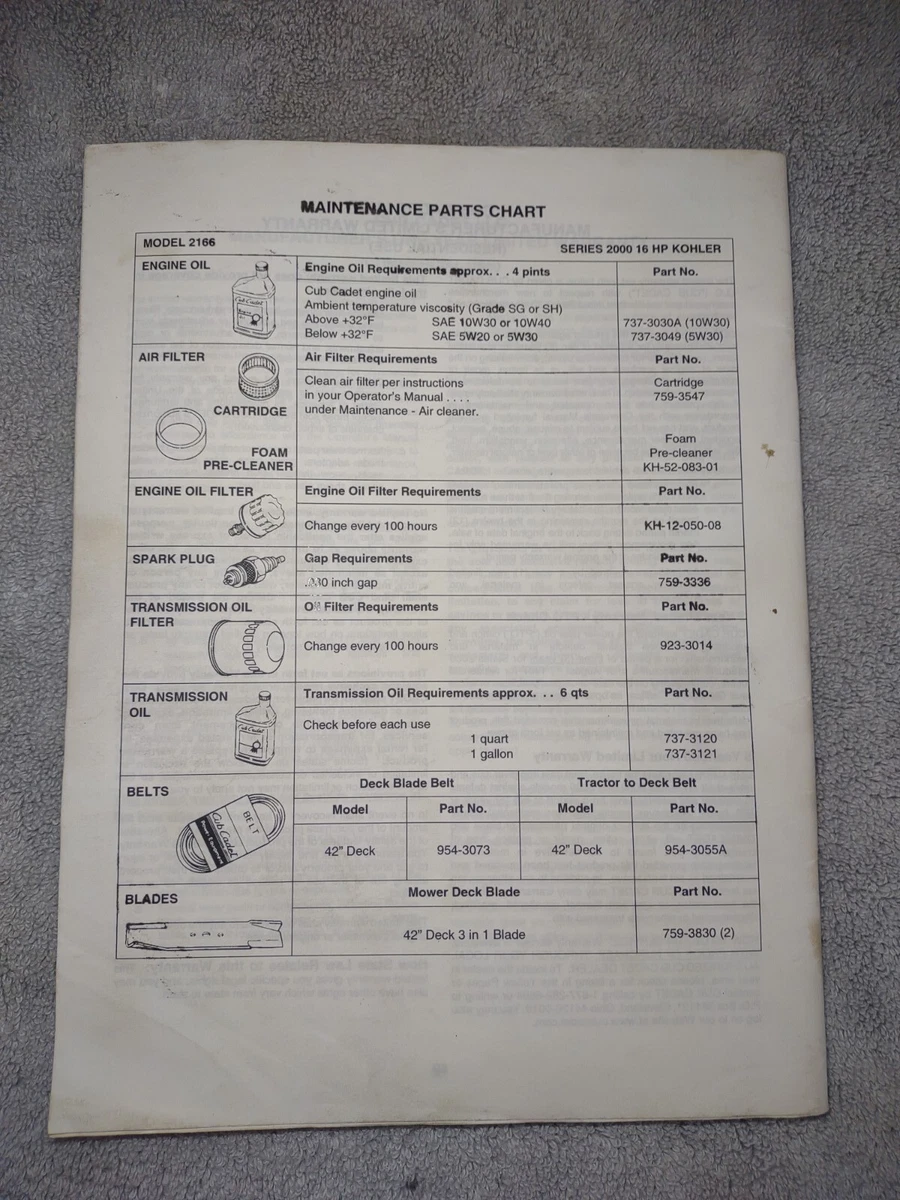 MAINTENANCE PARTS CHART
MODEL 2166 SERIES 2000 16 HP KOHLER
ENGINE OIL
Cub Cadet
Engine Oil Requirements approx. . . 4 pints Part No.
Cub Cadet engine oil
Ambient temperature viscosity (Grade SG or SH)
Above +32°F SAE 10W30 or 10W40 737-3030A (10W30)
Below +32°F SAE 5W20 or 5W30 737-3049 (5W30)
AIR FILTER
CARTRIDGE
FOAM
PRE-CLEANER
Air Filter Requirements Part No.
Clean air filter per instructions
in your Operator's Manual . . . .
under Maintenance - Air cleaner.
Cartridge
759-3547
Foam
Pre-cleaner
KH-52-083-01
ENGINE OIL FILTER
Engine Oil Filter Requirements Part No.
Change every 100 hours KH-12-050-08
SPARK PLUG
Gap Requirements Part No.
inch gap 759-3336
TRANSMISSION OIL
FILTER
Filter Requirements Part No.
Change every 100 hours 923-3014
TRANSMISSION
OIL
Cub Cadet
Transmission Oil Requirements approx. . . 6 qts Part No.
Check before each use
1 quart 737-3120
1 gallon 737-3121
BELTS
BELT
Cub Cadet
Deck Blade Belt Tractor to Deck Belt
Model Part No. Model Part No.
42" Deck 954-3073 42" Deck 954-3055A
BLADES
Mower Deck Blade Part No.
42" Deck 3 in 1 Blade 759-3830 (2)